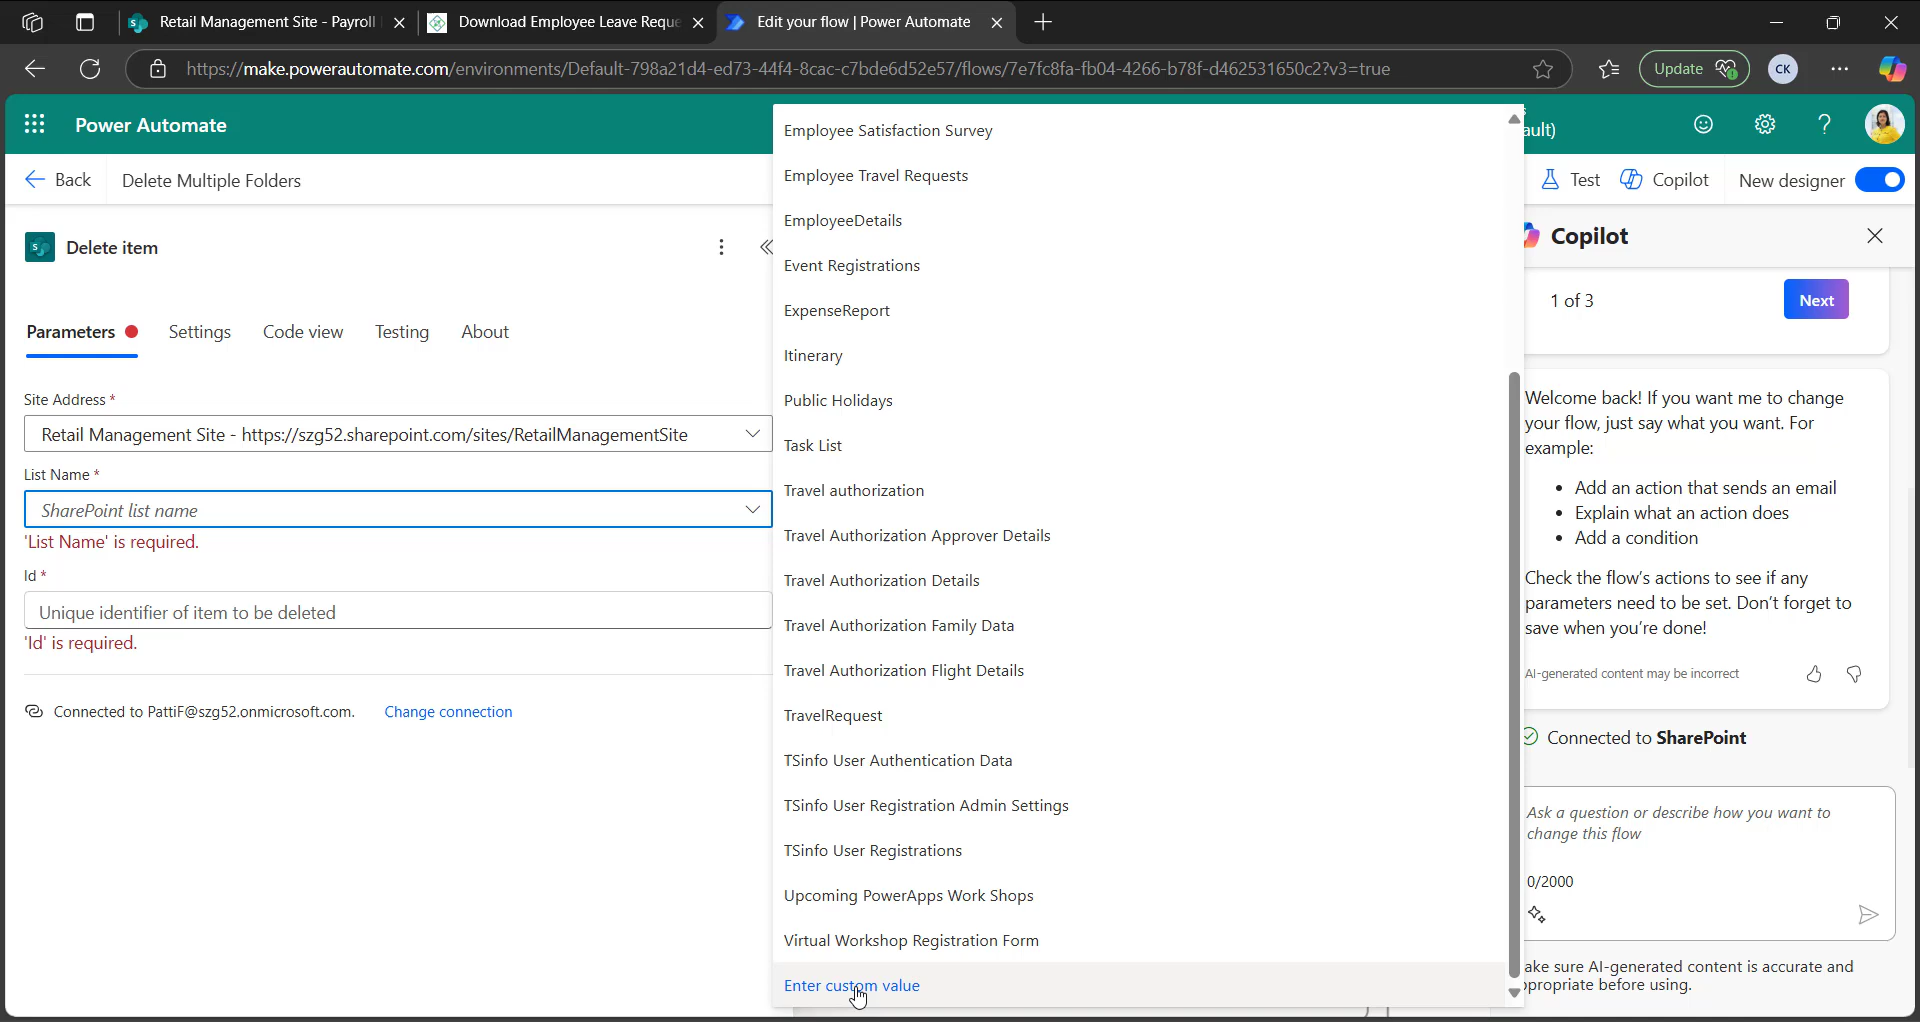 Retail Management Site - Payroll
Download Employee Leave Reque
Edit your flow | Power Automate
https://make.powerautomate.com/environments/Default-798a21d4-ed73-44f4-8cac-c7bde6d52e57/flows/7e7fc8fa-fb04-4266-b78f-d462531650c2?v3=true
Update
CK
Power Automate
ault)
Back
Delete Multiple Folders
Test
Copilot
New designer
Delete item
Parameters
Settings
Code view
Testing
About
Site Address *
Retail Management Site - https://szg52.sharepoint.com/sites/RetailManagementSite
List Name *
SharePoint list name
'List Name' is required.
Id *
Unique identifier of item to be deleted
'Id' is required.
Connected to PattiF@szg52.onmicrosoft.com.
Change connection
Employee Satisfaction Survey
Employee Travel Requests
EmployeeDetails
Event Registrations
ExpenseReport
Itinerary
Public Holidays
Task List
Travel authorization
Travel Authorization Approver Details
Travel Authorization Details
Travel Authorization Family Data
Travel Authorization Flight Details
TravelRequest
TSinfo User Authentication Data
TSinfo User Registration Admin Settings
TSinfo User Registrations
Upcoming PowerApps Work Shops
Virtual Workshop Registration Form
Enter custom value
Copilot
1 of 3
Next
Welcome back! If you want me to change
your flow, just say what you want. For
example:
• Add an action that sends an email
• Explain what an action does
• Add a condition
Check the flow's actions to see if any
parameters need to be set. Don't forget to
save when you're done!
AI-generated content may be incorrect
Connected to SharePoint
Ask a question or describe how you want to
change this flow
0/2000
ake sure AI-generated content is accurate and
propriate before using.